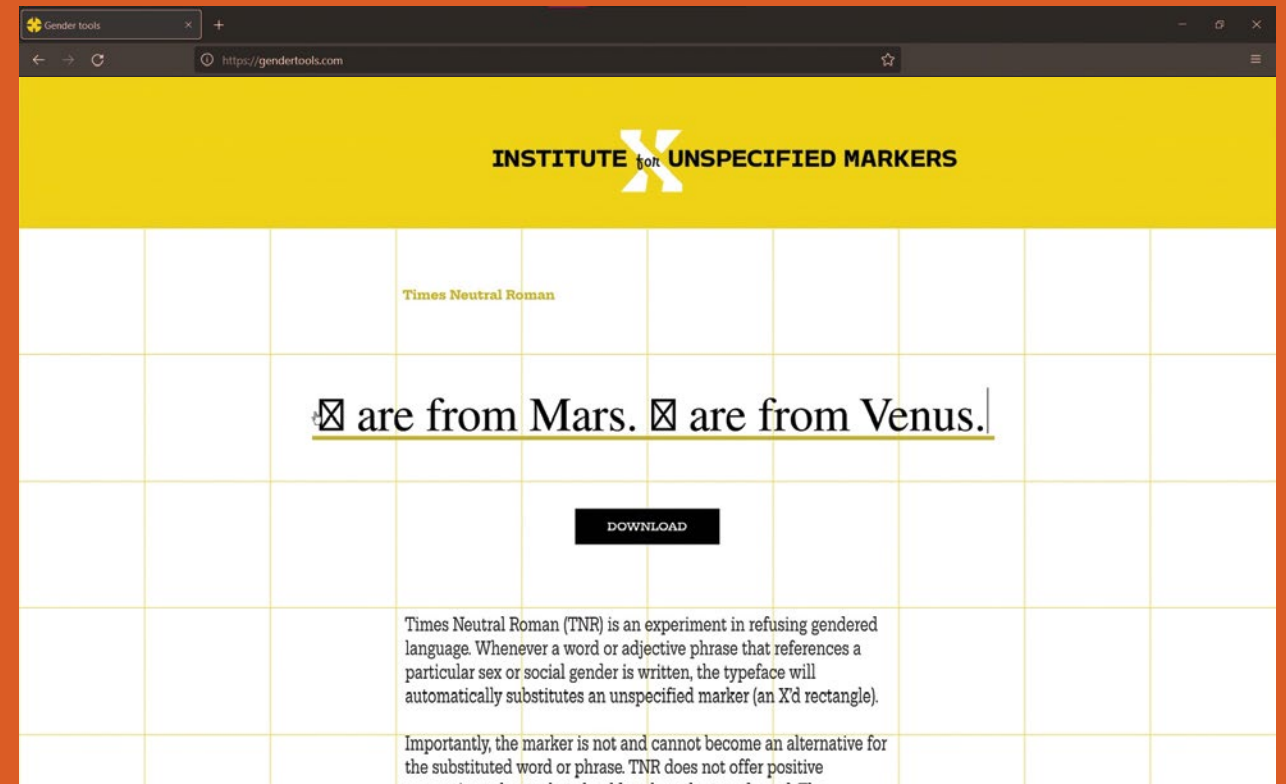 Gender tools
https://gendertools.com
INSTITUTE for UNSPECIFIED MARKERS
Times Neutral Roman
☒ are from Mars. ☒ are from Venus.
DOWNLOAD
Times Neutral Roman (TNR) is an experiment in refusing gendered
language. Whenever a word or adjective phrase that references a
particular sex or social gender is written, the typeface will
automatically substitutes an unspecified marker (an X'd rectangle).
Importantly, the marker is not and cannot become an alternative for
the substituted word or phrase. TNR does not offer positive